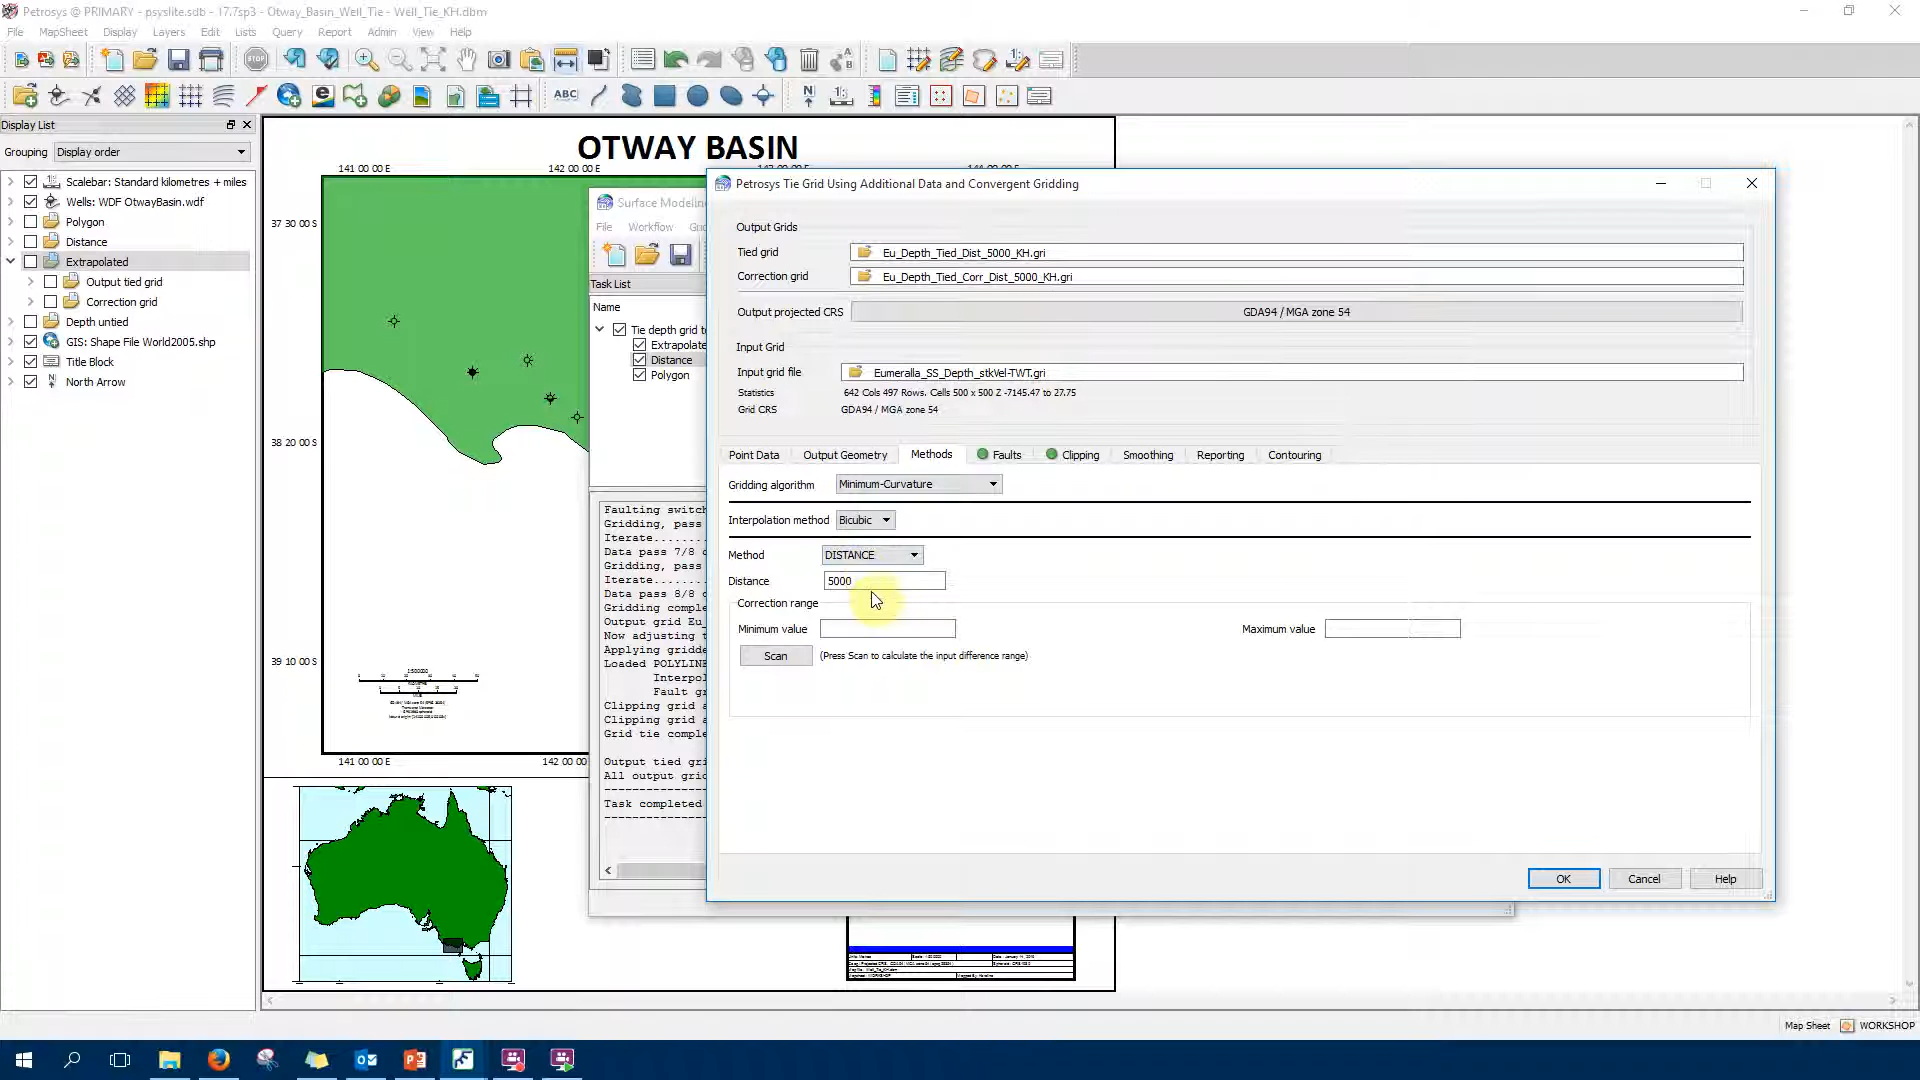 Petrosys @ PRIMARY - psyslite.sdb - 17.7sp3 - Otway_Basin_Well_Tie - Well_Tie_KH.dbm
File MapSheet Display Layers Edit Lists Query Report Admin Client View Help
Display List
Grouping Display order
Scalebar: Standard kilometres + miles
Wells: WDF OtwayBasin.wdf
Polygon
Distance
Extrapolated
Output tied grid
Correction grid
Depth untied
GIS: Shape File World2005.shp
Title Block
North Arrow
OTWAY BASIN
141 00 00 E 142 00 00 E
37 30 00 S
38 20 00 S
39 10 00 S
141 00 00 E 142 00 00
Surface Modeling
File Workflow
Task List
Name
Tie depth grid t
Extrapolate
Distance
Polygon
Faulting switch
Gridding, pass
Iterate.......
Data pass 7/8
Gridding, pass
Iterate.......
Data pass 8/8
Gridding comple
Output grid Eu_
Now adjusting t
Applying gridde
Loaded POLYLINE
Interpol
Fault gr
Clipping grid a
Clipping grid a
Grid tie comple
Output tied gri
All output grid
Task completed
Petrosys Tie Grid Using Additional Data and Convergent Gridding
Output Grids
Tied grid Eu_Depth_Tied_Dist_5000_KH.gri
Correction grid Eu_Depth_Tied_Corr_Dist_5000_KH.gri
Output projected CRS GDA94 / MGA zone 54
Input Grid
Input grid file Eumeralla_SS_Depth_stkVel-TWT.gri
Statistics 642 Cols 497 Rows. Cells 500 x 500 Z -7145.47 to 27.75
Grid CRS GDA94 / MGA zone 54
Point Data Output Geometry Methods Faults Clipping Smoothing Reporting Contouring
Gridding algorithm Minimum-Curvature
Interpolation method Bicubic
Method DISTANCE
Distance 5000
Correction range
Minimum value Maximum value
Scan (Press Scan to calculate the input difference range)
OK Cancel Help
Map Sheet WORKSHOP